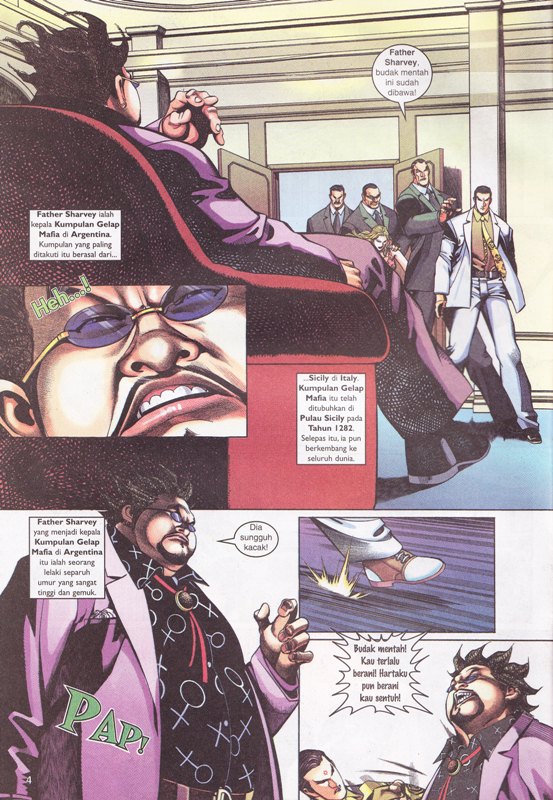 Father
Sharvey,
budak mentah
ini sudah
dibawa!
Father Sharvey ialah
kepala Kumpulan Gelap
Mafia di Argentina.
Kumpulan yang paling
ditakuti itu berasal dari...
Heh...!
...Sicily di Italy.
Kumpulan Gelap
Mafia itu telah
ditubuhkan di
Pulau Sicily pada
Tahun 1282.
Selepas itu, ia pun
berkembang ke
seluruh dunia.
Father Sharvey
yang menjadi kepala
Kumpulan Gelap
Mafia di Argentina
itu ialah seorang
lelaki separuh
umur yang sangat
tinggi dan gemuk.
Dia
sungguh
kacak!
PAP!
Budak mentah!
Kau terlalu
berani! Hartaku
pun berani
kau sentuh!
4